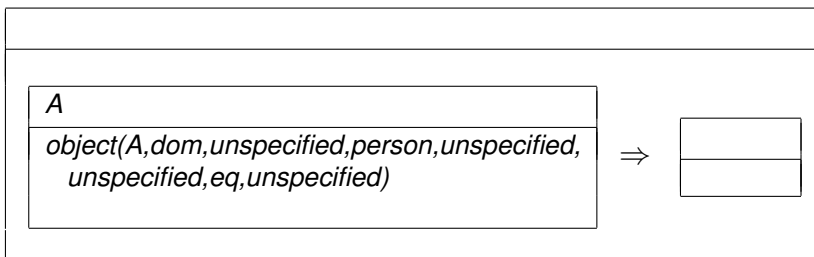 A
object(A,dom,unspecified,person,unspecified,
unspecified,eq,unspecified)
⇒